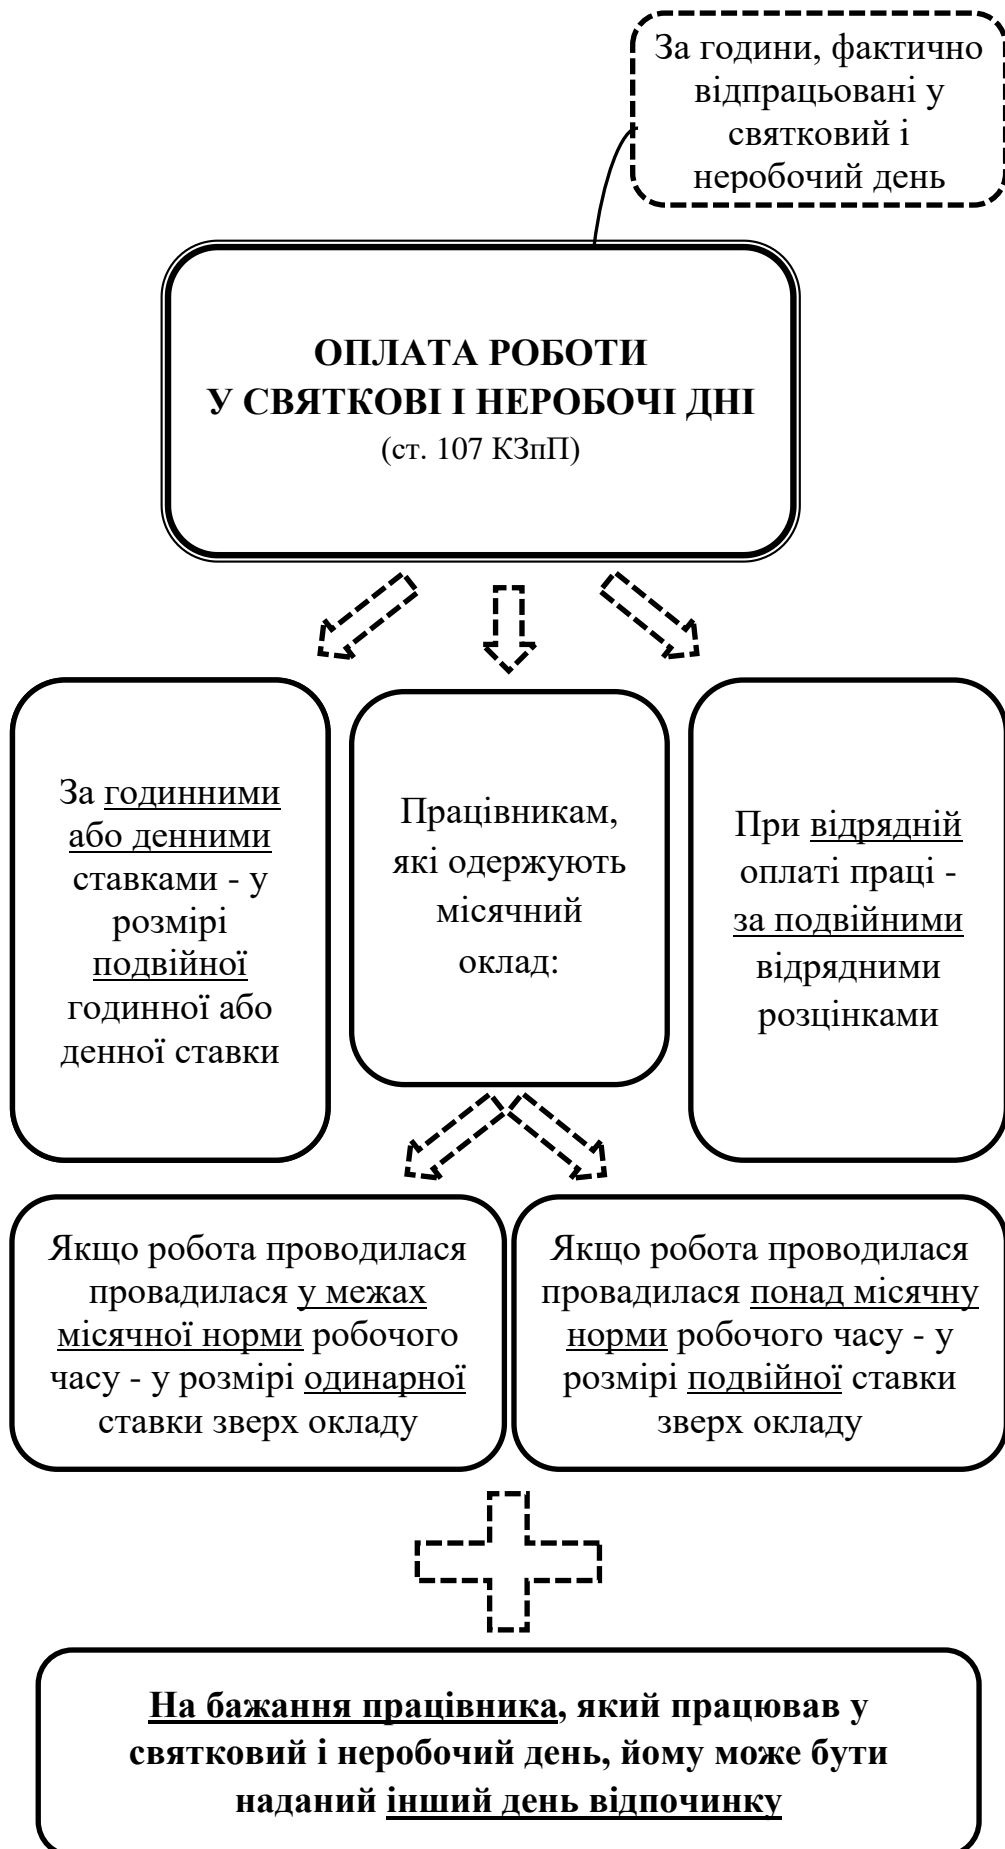 За години, фактично
відпрацьовані у
святковий і
неробочий день
ОПЛАТА РОБОТИ
У СВЯТКОВІ І НЕРОБОЧІ ДНІ
(ст. 107 КЗпП)
За годинними
або денними
ставками - у
розмірі
подвійної
годинної або
денної ставки
Працівникам,
які одержують
місячний
оклад:
При відрядній
оплаті праці -
за подвійними
відрядними
розцінками
Якщо робота проводилася
провадилася у межах
місячної норми робочого
часу - у розмірі одинарної
ставки зверх окладу
Якщо робота проводилася
провадилася понад місячну
норми робочого часу - у
розмірі подвійної ставки
зверх окладу
На бажання працівника, який працював у
святковий і неробочий день, йому може бути
наданий інший день відпочинку